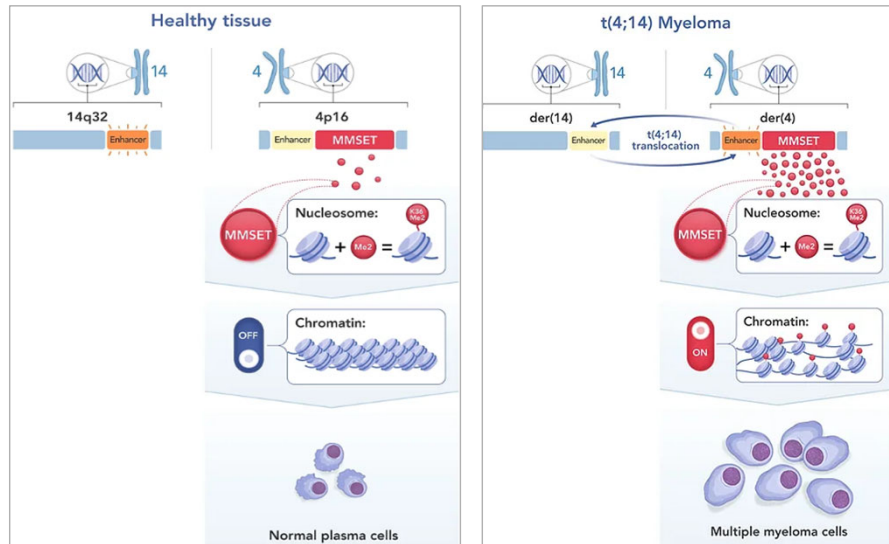 Healthy tissue
14
4
14q32
4p16
Enhancer
Enhancer
MMSET
MMSET
Nucleosome:
+
Me2
=
K36
Me2
OFF
Chromatin:
Normal plasma cells
t(4;14) Myeloma
14
4
der(14)
der(4)
Enhancer
t(4;14)
translocation
Enhancer
MMSET
MMSET
Nucleosome:
+
Me2
=
K36
Me2
ON
Chromatin:
Multiple myeloma cells